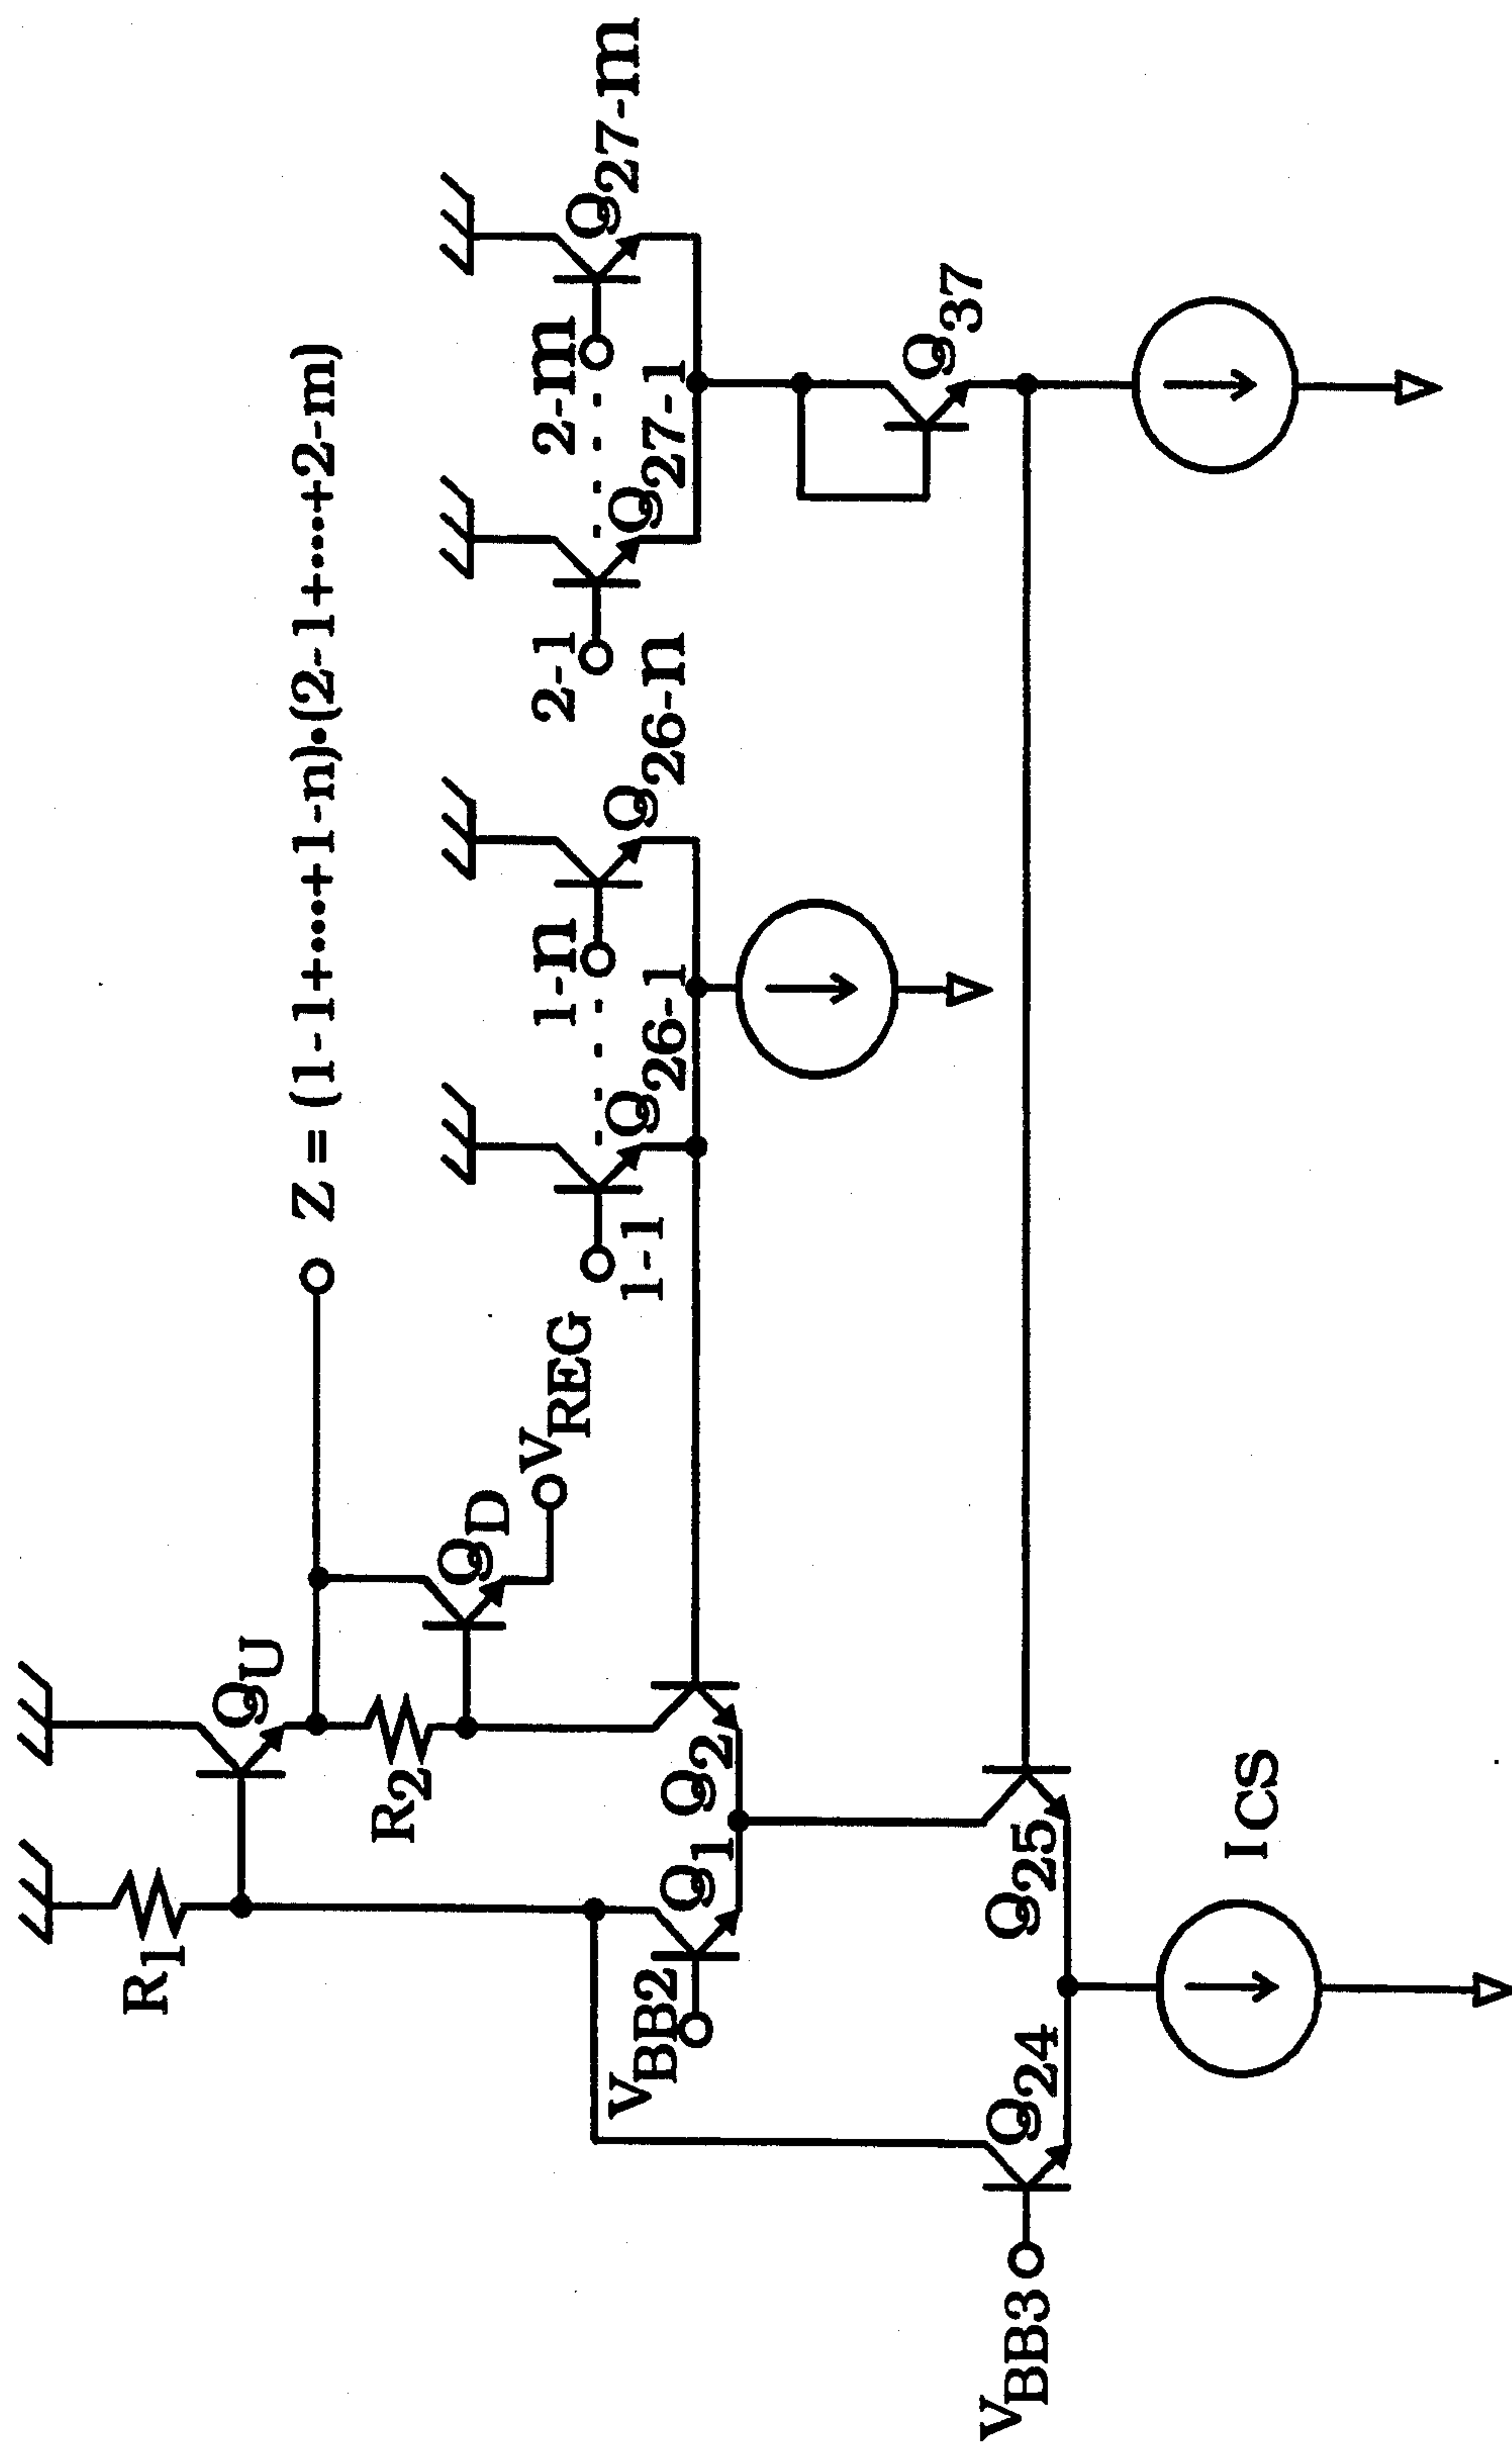 Z = (1-1+...+1-n)•(2-1+...+2-m)
R1
QU
R2
QD
VREG
VBB2
Q1
Q2
1-1
Q26-1
1-n
Q26-n
2-1
Q27-1
2-m
Q27-m
Q37
VBB3
Q24
Q25
ICS